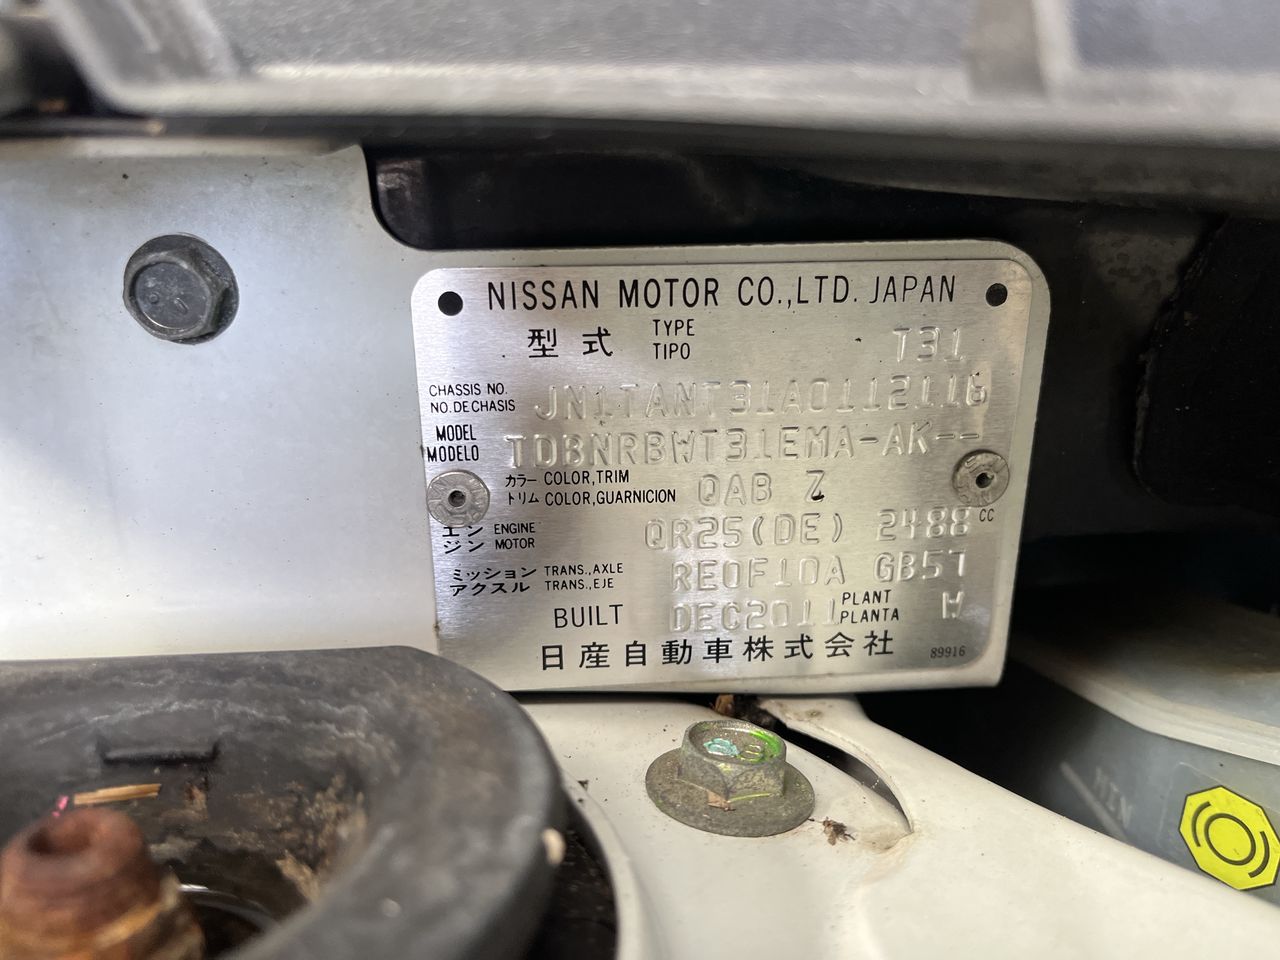 NISSAN MOTOR CO.,LTD. JAPAN
型式 TYPE TIPO T31
CHASSIS NO. NO. DE CHASIS JN1TANT31A0112116
MODEL MODELO TDBNRBWT31EMA-AK--
カラー COLOR,TRIM トリム COLOR,GUARNICION QAB Z
エンジン ENGINE MOTOR QR25(DE) 2488 CC
ミッション TRANS.,AXLE アクスル TRANS.,EJE RE0F10A GB57
BUILT DEC2011 PLANT PLANTA W
日産自動車株式会社 89916
MIN